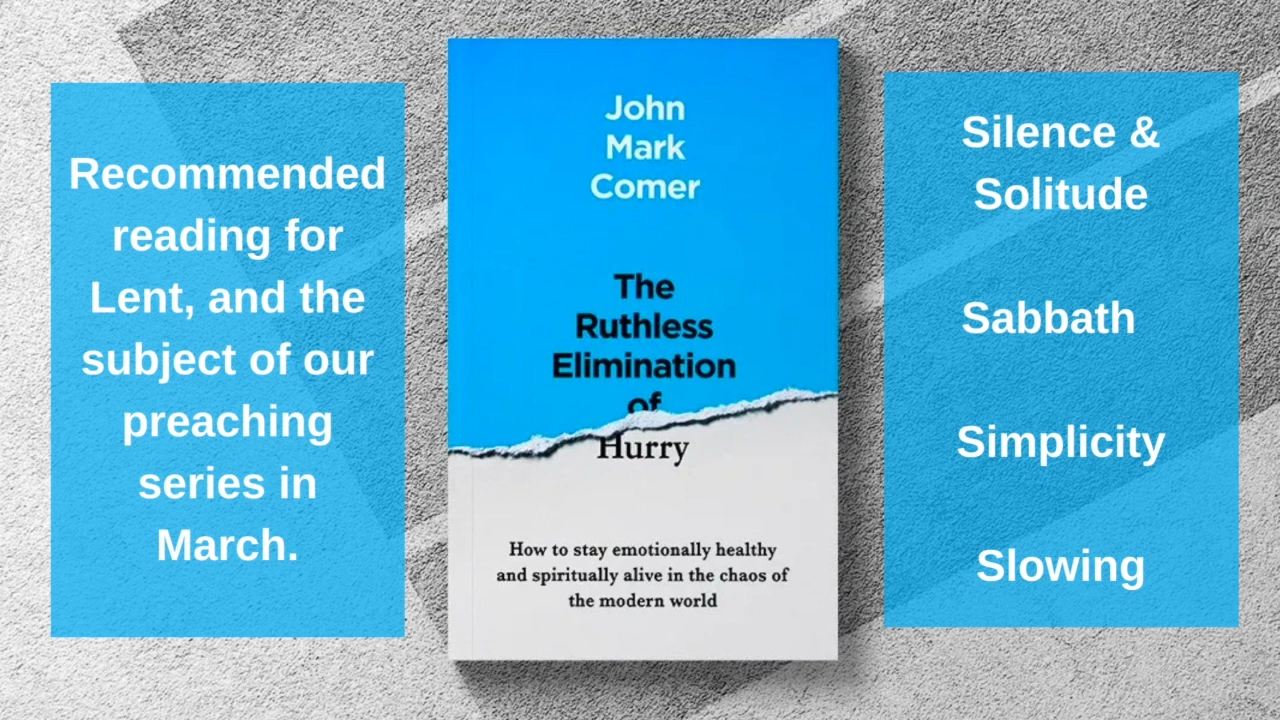 Recommended
reading for
Lent, and the
subject of our
preaching
series in
March.
John
Mark
Comer
The
Ruthless
Elimination
of
Hurry
How to stay emotionally healthy
and spiritually alive in the chaos of
the modern world
Silence &
Solitude
Sabbath
Simplicity
Slowing